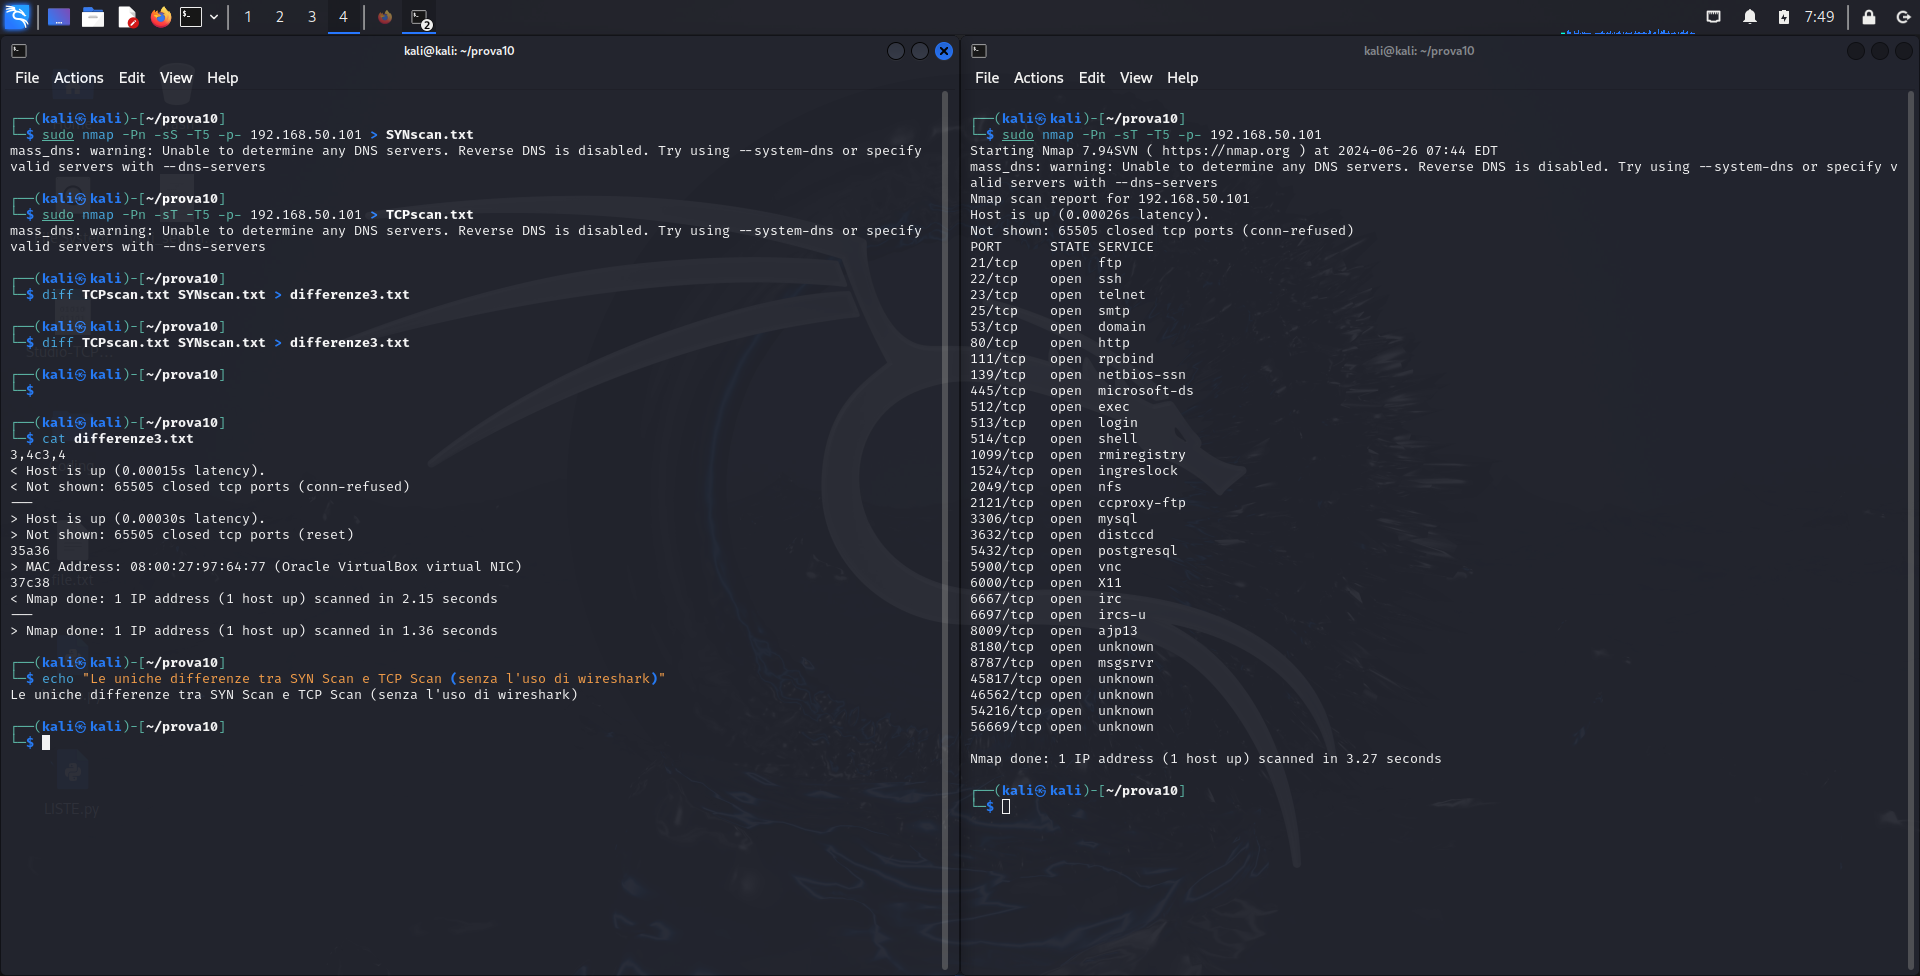 1 2 3 4
2
7:49
kali@kali: ~/prova10
File Actions Edit View Help
┌──(kali㉿kali)-[~/prova10]
└─$ sudo nmap -Pn -sS -T5 -p- 192.168.50.101 > SYNscan.txt
mass_dns: warning: Unable to determine any DNS servers. Reverse DNS is disabled. Try using --system-dns or specify
valid servers with --dns-servers
┌──(kali㉿kali)-[~/prova10]
└─$ sudo nmap -Pn -sT -T5 -p- 192.168.50.101 > TCPscan.txt
mass_dns: warning: Unable to determine any DNS servers. Reverse DNS is disabled. Try using --system-dns or specify
valid servers with --dns-servers
┌──(kali㉿kali)-[~/prova10]
└─$ diff TCPscan.txt SYNscan.txt > differenze3.txt
┌──(kali㉿kali)-[~/prova10]
└─$ diff TCPscan.txt SYNscan.txt > differenze3.txt
┌──(kali㉿kali)-[~/prova10]
└─$
┌──(kali㉿kali)-[~/prova10]
└─$ cat differenze3.txt
3,4c3,4
< Host is up (0.00015s latency).
< Not shown: 65505 closed tcp ports (conn-refused)
---
> Host is up (0.00030s latency).
> Not shown: 65505 closed tcp ports (reset)
35a36
> MAC Address: 08:00:27:97:64:77 (Oracle VirtualBox virtual NIC)
37c38
< Nmap done: 1 IP address (1 host up) scanned in 2.15 seconds
---
> Nmap done: 1 IP address (1 host up) scanned in 1.36 seconds
┌──(kali㉿kali)-[~/prova10]
└─$ echo "Le uniche differenze tra SYN Scan e TCP Scan (senza l'uso di wireshark)"
Le uniche differenze tra SYN Scan e TCP Scan (senza l'uso di wireshark)
┌──(kali㉿kali)-[~/prova10]
└─$
LISTE.py
kali@kali: ~/prova10
File Actions Edit View Help
┌──(kali㉿kali)-[~/prova10]
└─$ sudo nmap -Pn -sT -T5 -p- 192.168.50.101
Starting Nmap 7.94SVN ( https://nmap.org ) at 2024-06-26 07:44 EDT
mass_dns: warning: Unable to determine any DNS servers. Reverse DNS is disabled. Try using --system-dns or specify v
alid servers with --dns-servers
Nmap scan report for 192.168.50.101
Host is up (0.00026s latency).
Not shown: 65505 closed tcp ports (conn-refused)
PORT      STATE SERVICE
21/tcp    open  ftp
22/tcp    open  ssh
23/tcp    open  telnet
25/tcp    open  smtp
53/tcp    open  domain
80/tcp    open  http
111/tcp   open  rpcbind
139/tcp   open  netbios-ssn
445/tcp   open  microsoft-ds
512/tcp   open  exec
513/tcp   open  login
514/tcp   open  shell
1099/tcp  open  rmiregistry
1524/tcp  open  ingreslock
2049/tcp  open  nfs
2121/tcp  open  ccproxy-ftp
3306/tcp  open  mysql
3632/tcp  open  distccd
5432/tcp  open  postgresql
5900/tcp  open  vnc
6000/tcp  open  X11
6667/tcp  open  irc
6697/tcp  open  ircs-u
8009/tcp  open  ajp13
8180/tcp  open  unknown
8787/tcp  open  msgsrvr
45817/tcp open  unknown
46562/tcp open  unknown
54216/tcp open  unknown
56669/tcp open  unknown
Nmap done: 1 IP address (1 host up) scanned in 3.27 seconds
┌──(kali㉿kali)-[~/prova10]
└─$